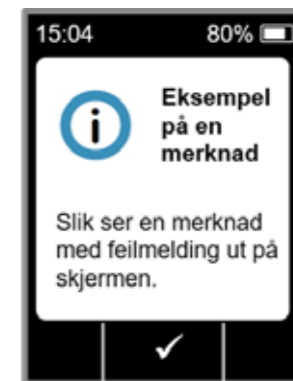 15:04 80%
Eksempel
på en
merknad
Slik ser en merknad
med feilmelding ut på
skjermen.